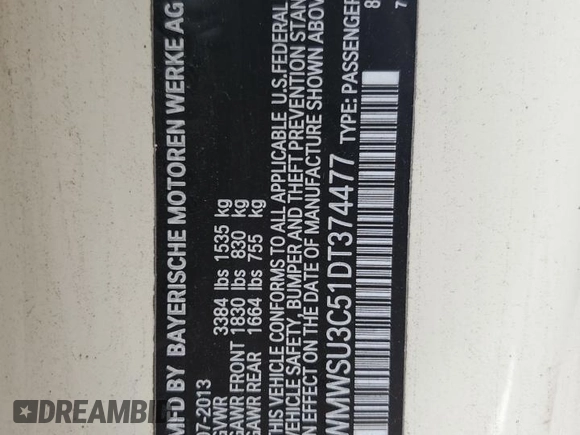 MFD BY BAYERISCHE MOTOREN WERKE AG
07-2013
GVWR 3384 lbs 1535 kg
GAWR FRONT 1830 lbs 830 kg
GAWR REAR 1664 lbs 755 kg
THIS VEHICLE CONFORMS TO ALL APPLICABLE U.S. FEDERAL
VEHICLE SAFETY, BUMPER AND THEFT PREVENTION STAN
IN EFFECT ON THE DATE OF MANUFACTURE SHOWN ABOV
WMWSU3C51DT374477 TYPE: PASSENGER
DREAMBID